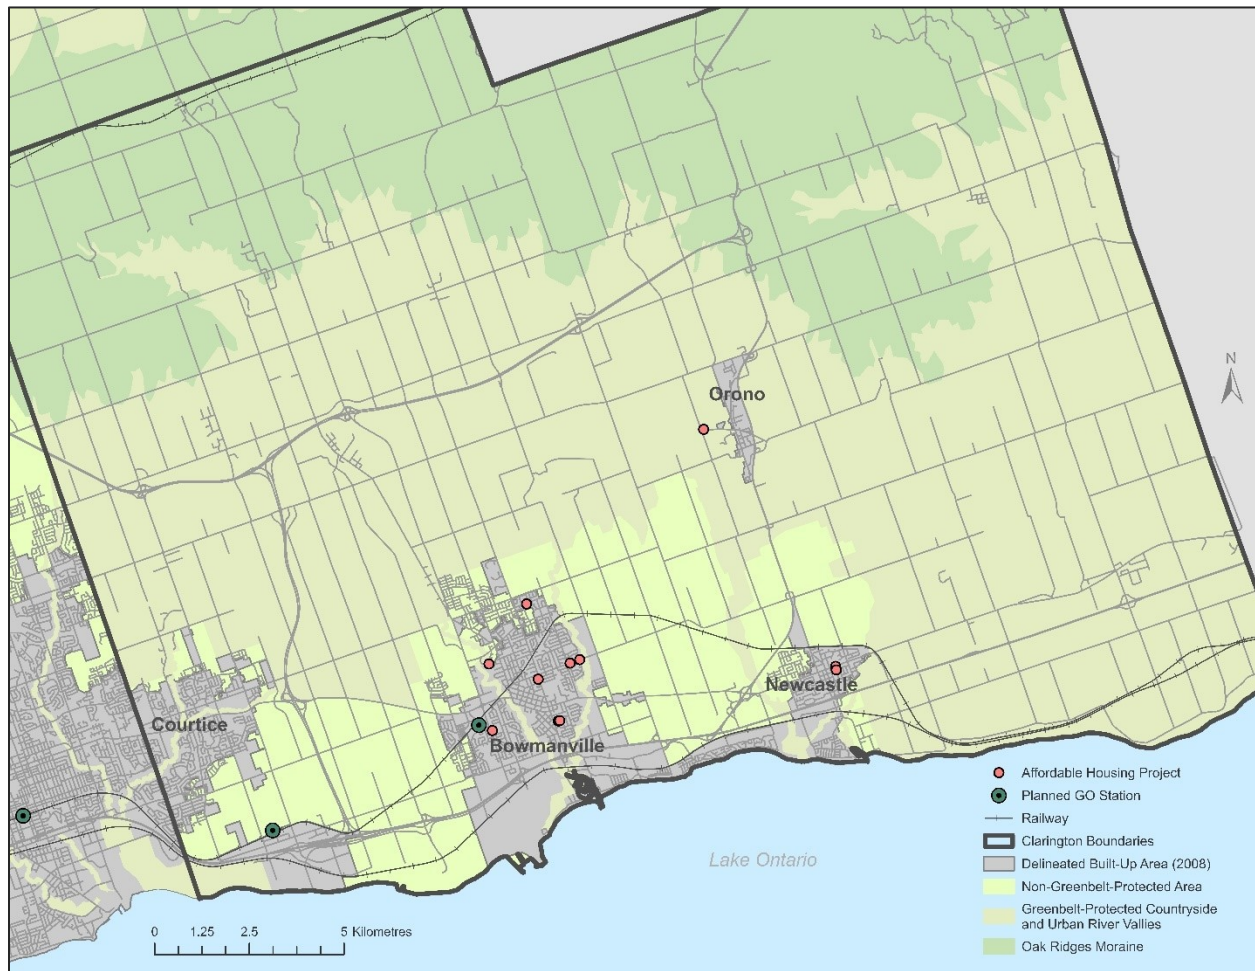 N
Orono
Courtice
Newcastle
Bowmanville
Lake Ontario
0 1.25 2.5 5 Kilometres
Affordable Housing Project
Planned GO Station
Railway
Clarington Boundaries
Delineated Built-Up Area (2008)
Non-Greenbelt-Protected Area
Greenbelt-Protected Countryside
and Urban River Vallies
Oak Ridges Moraine